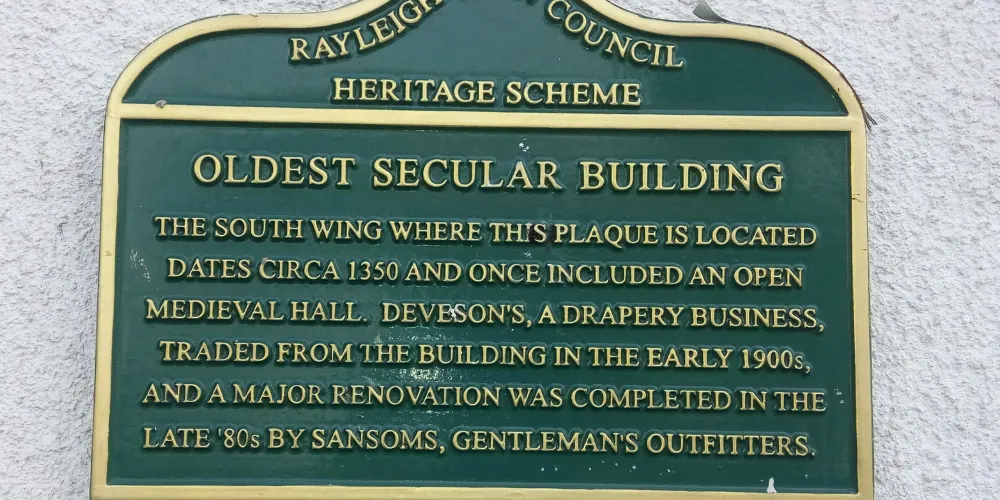 RAYLEIGH COUNCIL
HERITAGE SCHEME
OLDEST SECULAR BUILDING
THE SOUTH WING WHERE THIS PLAQUE IS LOCATED
DATES CIRCA 1350 AND ONCE INCLUDED AN OPEN
MEDIEVAL HALL. DEVESON'S, A DRAPERY BUSINESS,
TRADED FROM THE BUILDING IN THE EARLY 1900s,
AND A MAJOR RENOVATION WAS COMPLETED IN THE
LATE '80s BY SANSOMS, GENTLEMAN'S OUTFITTERS.